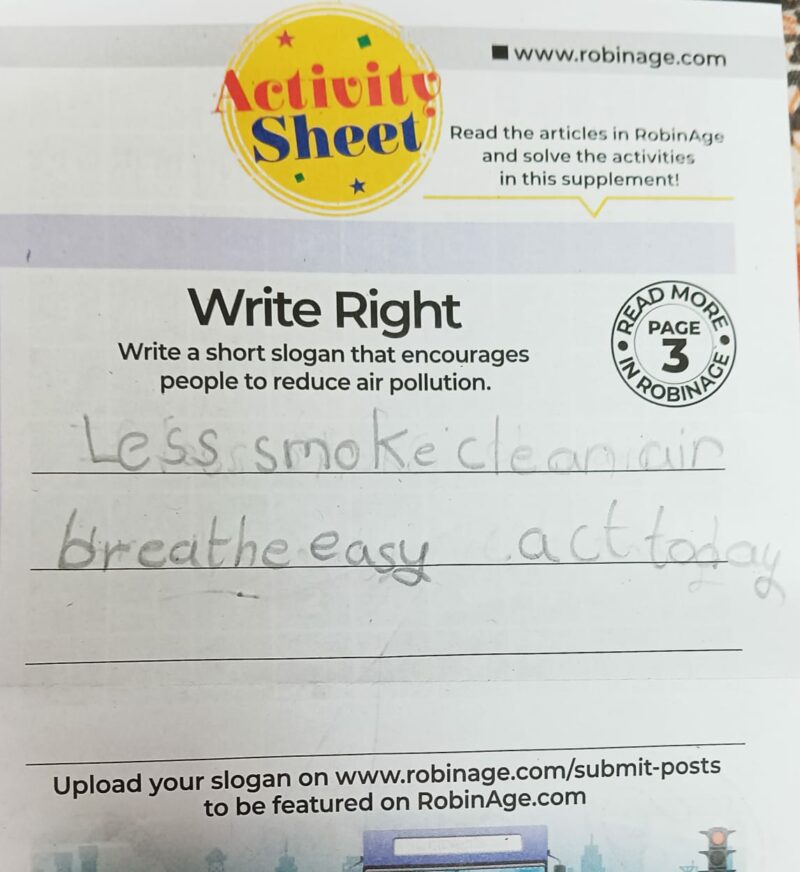 Activity
Sheet
www.robinage.com
Read the articles in RobinAge
and solve the activities
in this supplement!
Write Right
Write a short slogan that encourages
people to reduce air pollution.
READ MORE
PAGE
3
IN ROBINAGE
Less smoke clean air
breathe easy act today
Upload your slogan on www.robinage.com/submit-posts
to be featured on RobinAge.com